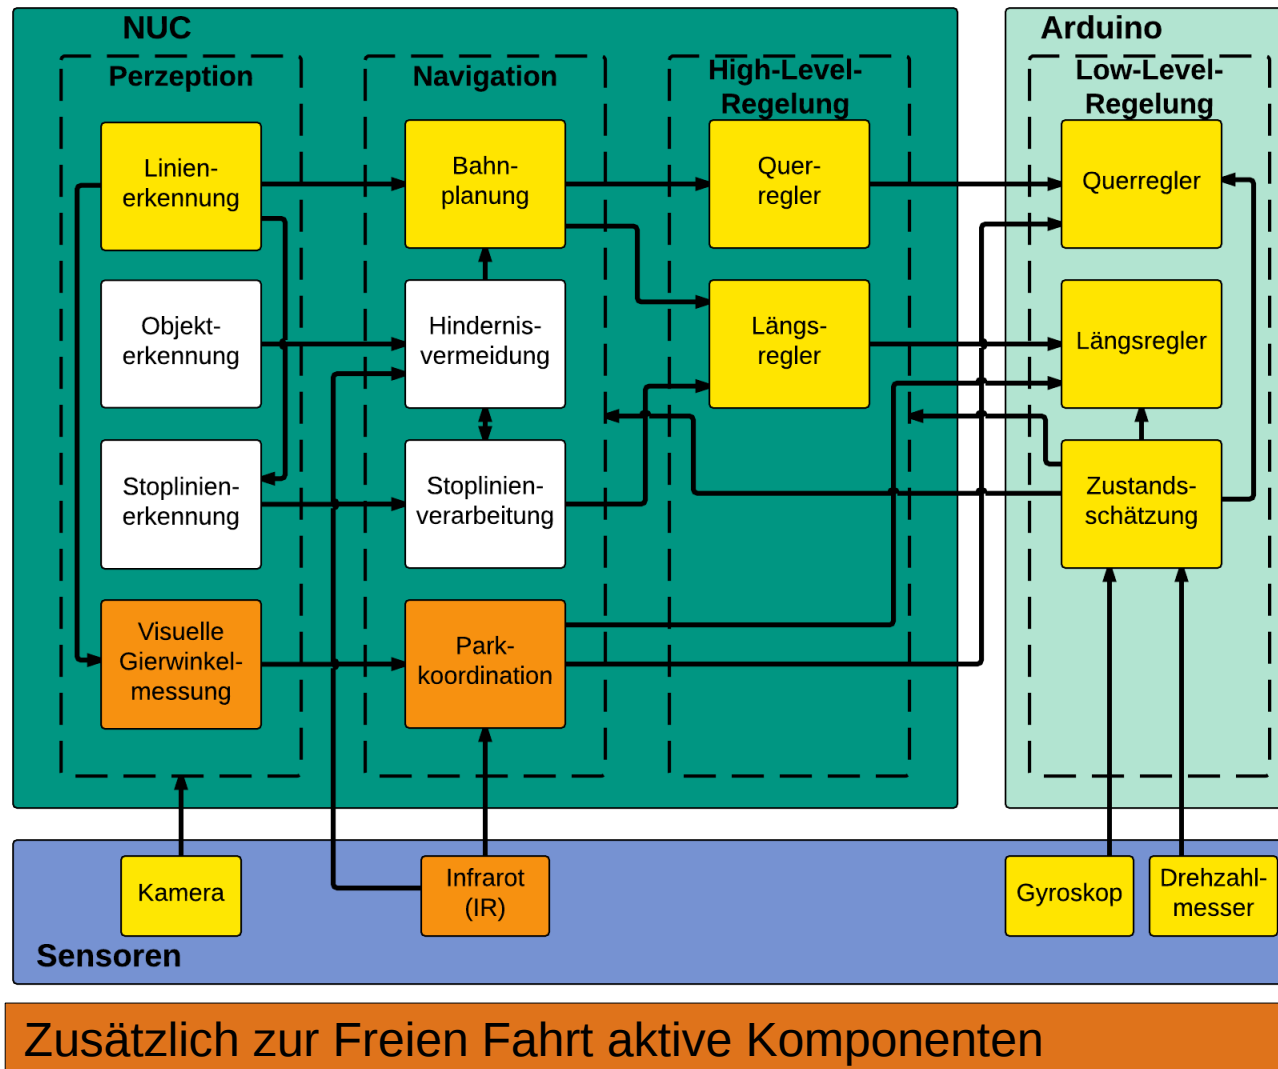 NUC
Arduino
Perzeption
Navigation
High-Level-
Regelung
Low-Level-
Regelung
Linien-
erkennung
Bahn-
planung
Quer-
regler
Querregler
Objekt-
erkennung
Hindernis-
vermeidung
Längs-
regler
Längsregler
Stoplinien-
erkennung
Stoplinien-
verarbeitung
Zustands-
schätzung
Visuelle
Gierwinkel-
messung
Park-
koordination
Kamera
Infrarot
(IR)
Gyroskop
Drehzahl-
messer
Sensoren
Zusätzlich zur Freien Fahrt aktive Komponenten